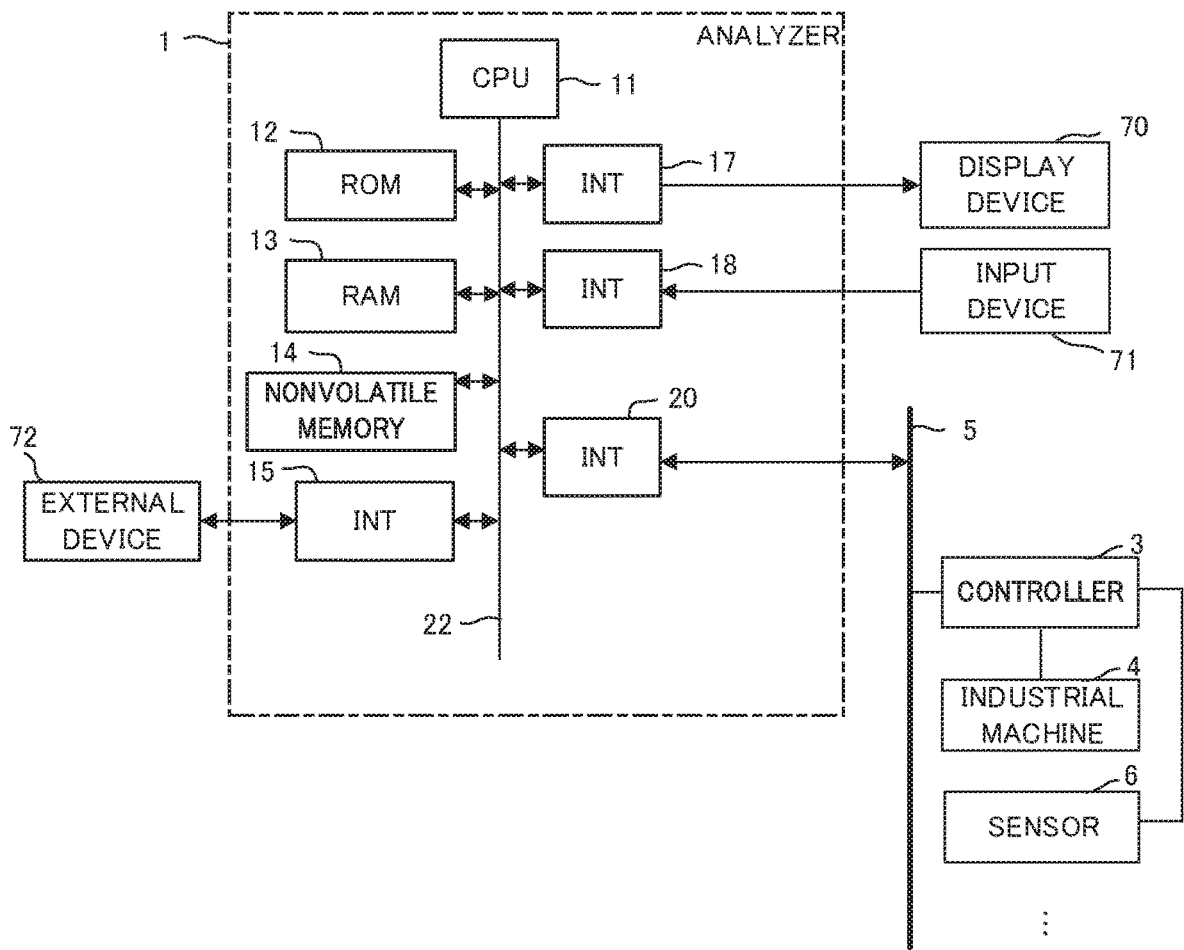 1
ANALYZER
CPU
11
12
ROM
INT
17
70
DISPLAY
DEVICE
13
RAM
INT
18
INPUT
DEVICE
71
14
NONVOLATILE
MEMORY
20
INT
5
72
EXTERNAL
DEVICE
15
INT
22
3
CONTROLLER
4
INDUSTRIAL
MACHINE
6
SENSOR
⋮